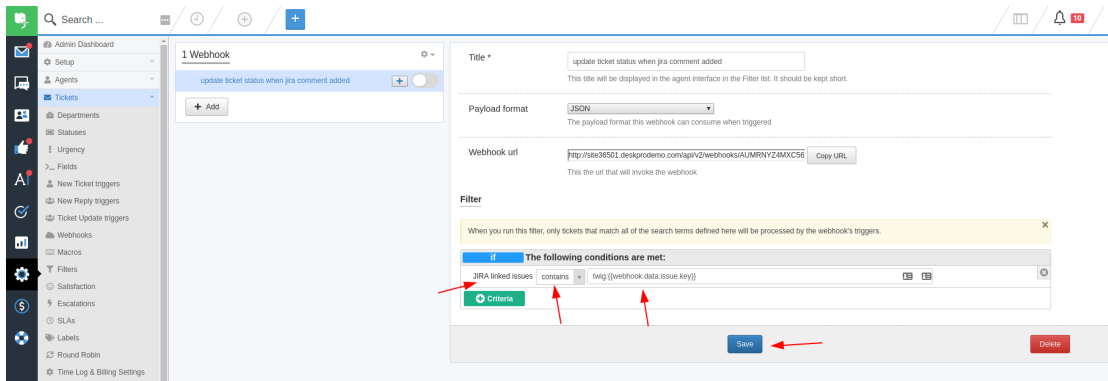 Search ...
10
Admin Dashboard
Setup
Agents
Tickets
Departments
Statuses
Urgency
Fields
New Ticket triggers
New Reply triggers
Ticket Update triggers
Webhooks
Macros
Filters
Satisfaction
Escalations
SLAs
Labels
Round Robin
Time Log & Billing Settings
1 Webhook
update ticket status when jira comment added
+ Add
Title *
update ticket status when jira comment added
This title will be displayed in the agent interface in the Filter list. It should be kept short.
Payload format
JSON
The payload format this webhook can consume when triggered
Webhook url
http://site36501.deskprodemo.com/api/v2/webhooks/AUMRNYZ4MXC56
Copy URL
This the url that will invoke the webhook
Filter
When you run this filter, only tickets that match all of the search terms defined here will be processed by the webhook's triggers.
if The following conditions are met:
JIRA linked issues contains twig:{{webhook.data.issue.key}}
Criteria
Save
Delete